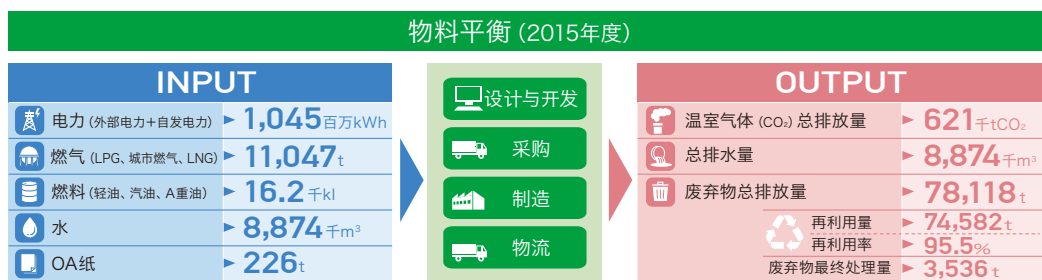 物料平衡（2015年度）
INPUT
电力（外部电力＋自发电力） 1,045百万kWh
燃气（LPG、城市燃气、LNG） 11,047t
燃料（轻油、汽油、A重油） 16.2千kl
水 8,874千m³
OA纸 226t
设计与开发
采购
制造
物流
OUTPUT
温室气体（CO₂）总排放量 621千tCO₂
总排水量 8,874千m³
废弃物总排放量 78,118t
再利用量 74,582t
再利用率 95.5%
废弃物最终处理量 3,536t